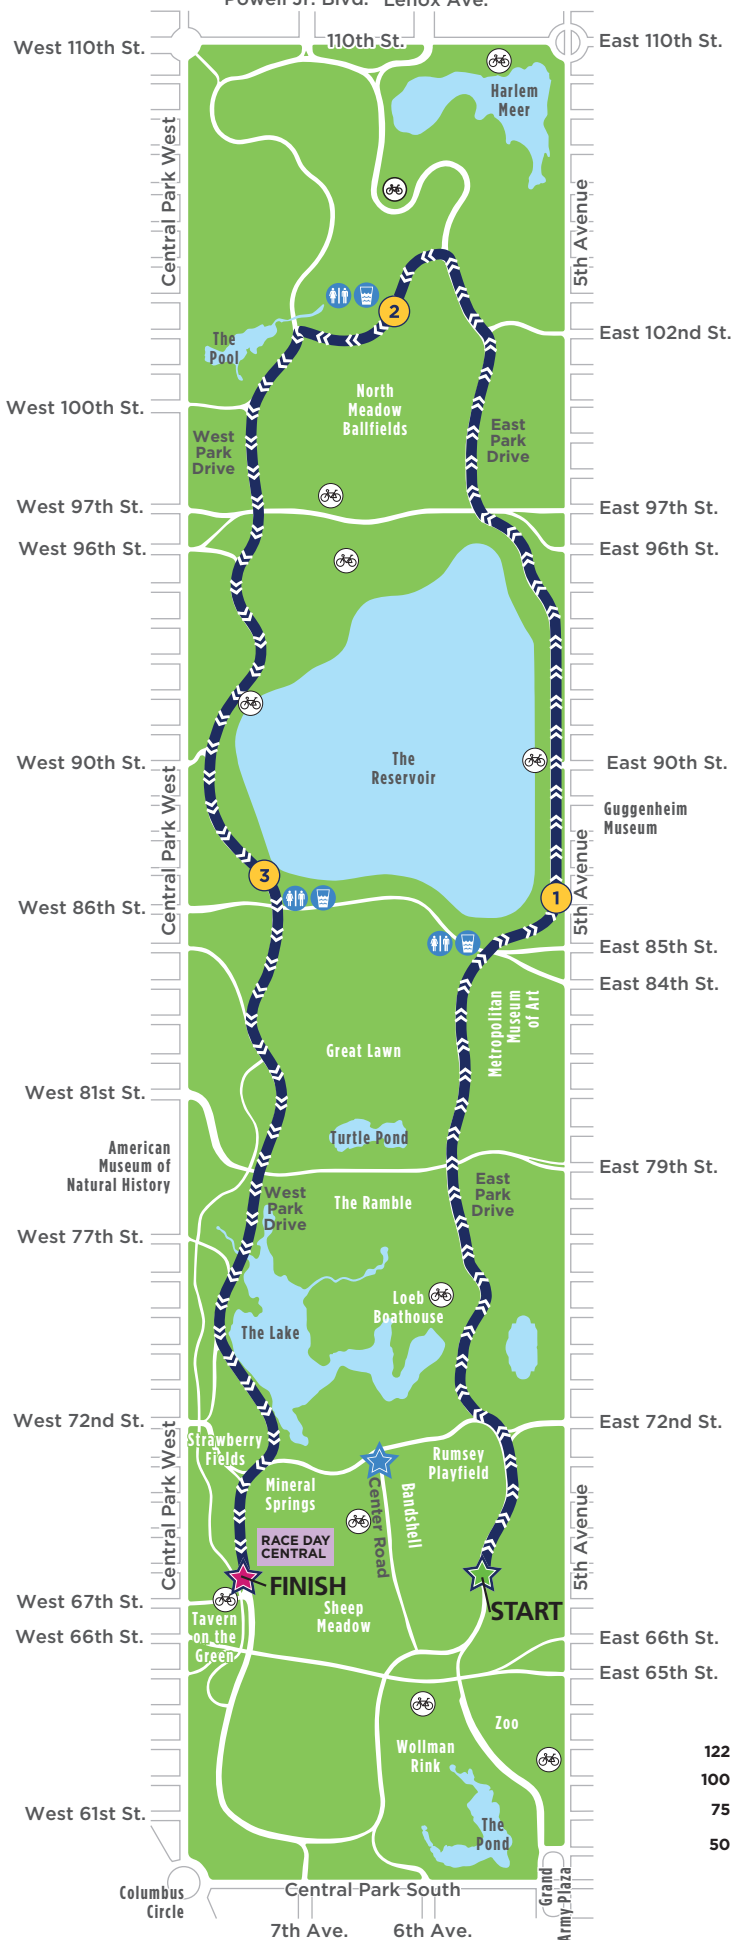 Powell Jr. Blvd. Lenox Ave.
West 110th St.
110th St.
East 110th St.
Harlem
Meer
Central Park West
5th Avenue
2
The
Pool
East 102nd St.
North
Meadow
Ballfields
West 100th St.
West
Park
Drive
East
Park
Drive
West 97th St.
East 97th St.
West 96th St.
East 96th St.
The
Reservoir
West 90th St.
East 90th St.
Guggenheim
Museum
Central Park West
5th Avenue
3
1
West 86th St.
East 85th St.
East 84th St.
Metropolitan
Museum
of Art
Great Lawn
West 81st St.
Turtle Pond
American
Museum of
Natural History
East 79th St.
West
Park
Drive
The Ramble
East
Park
Drive
West 77th St.
Loeb
Boathouse
The Lake
West 72nd St.
East 72nd St.
Strawberry
Fields
Rumsey
Playfield
Mineral
Springs
Center Road
Bandshell
Central Park West
5th Avenue
RACE DAY
CENTRAL
FINISH
START
West 67th St.
Sheep
Meadow
Tavern
on the
Green
West 66th St.
East 66th St.
East 65th St.
Zoo
Wollman
Rink
122
100
75
50
West 61st St.
The
Pond
Columbus
Circle
Central Park South
Grand
Army Plaza
7th Ave.
6th Ave.